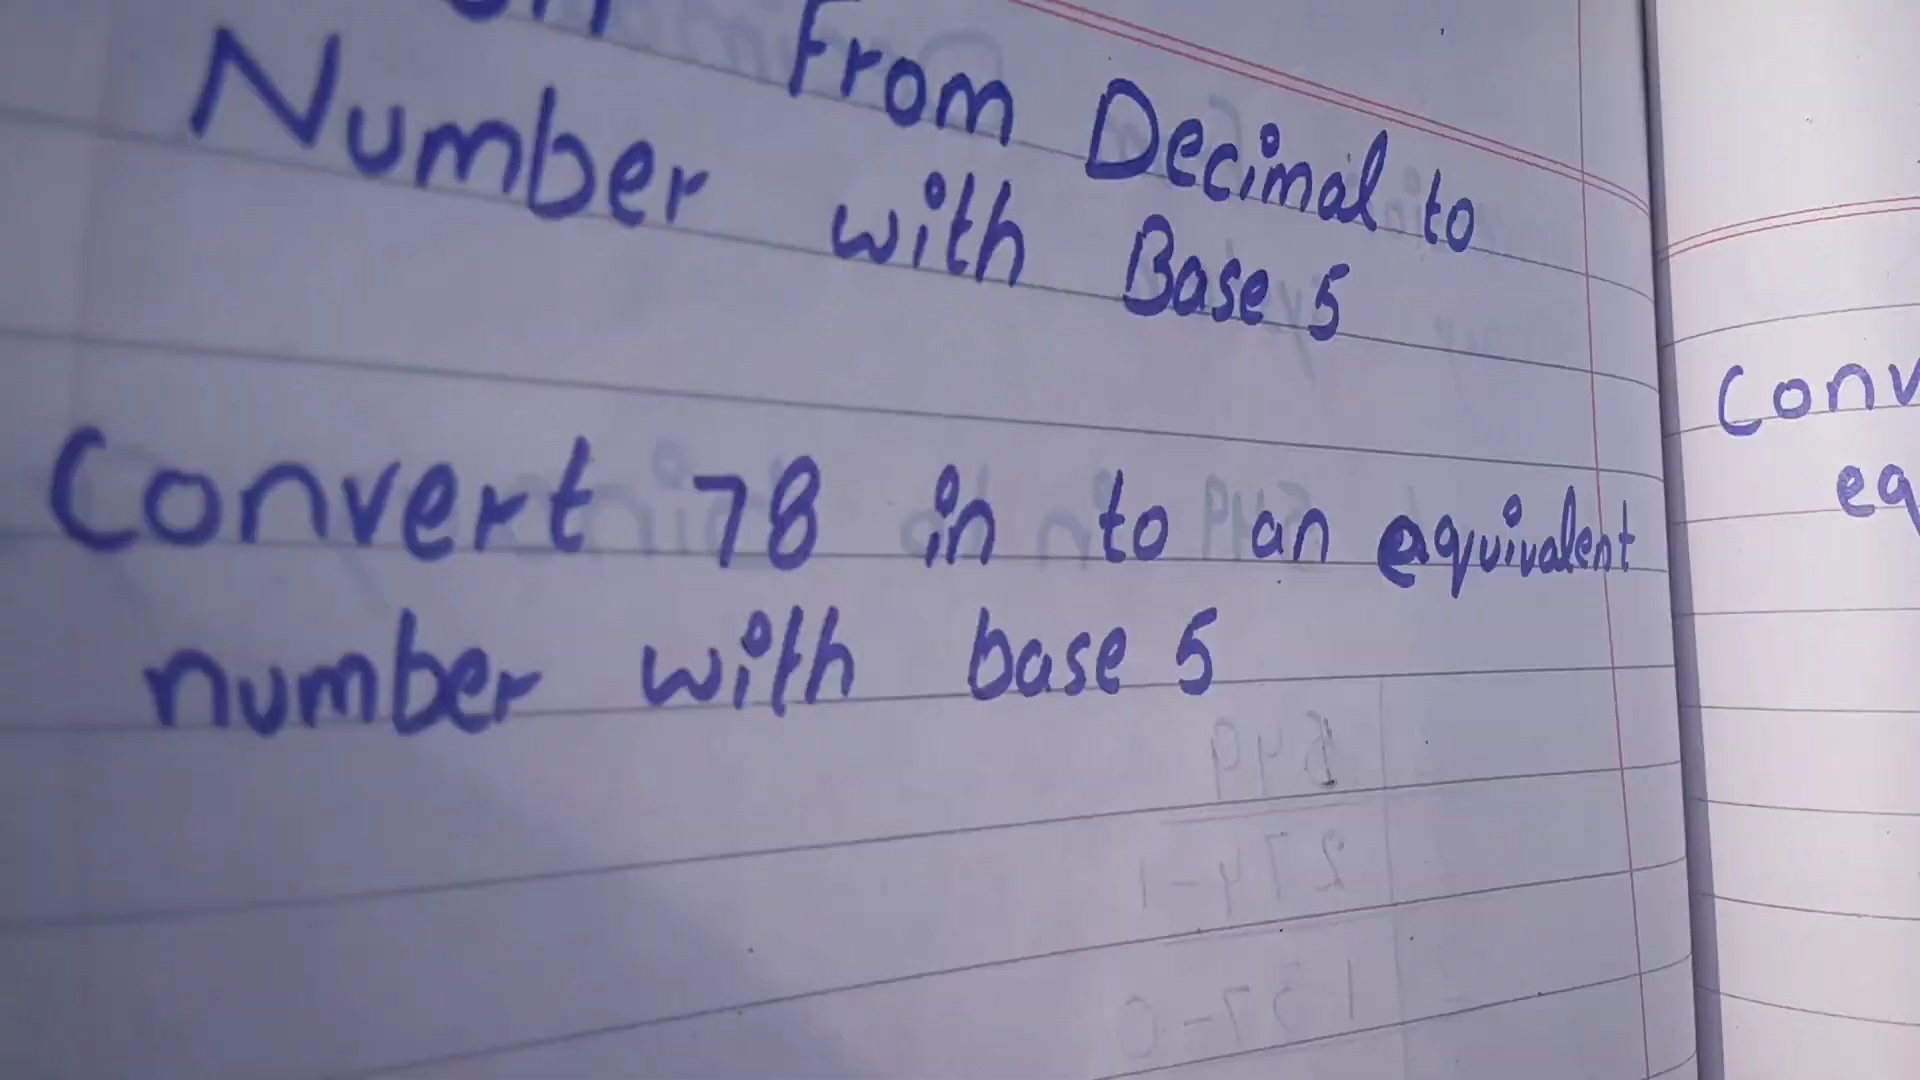 From Decimal to
Number with Base 5
Convert 78 in to an equivalent
number with base 5
Conv
eq